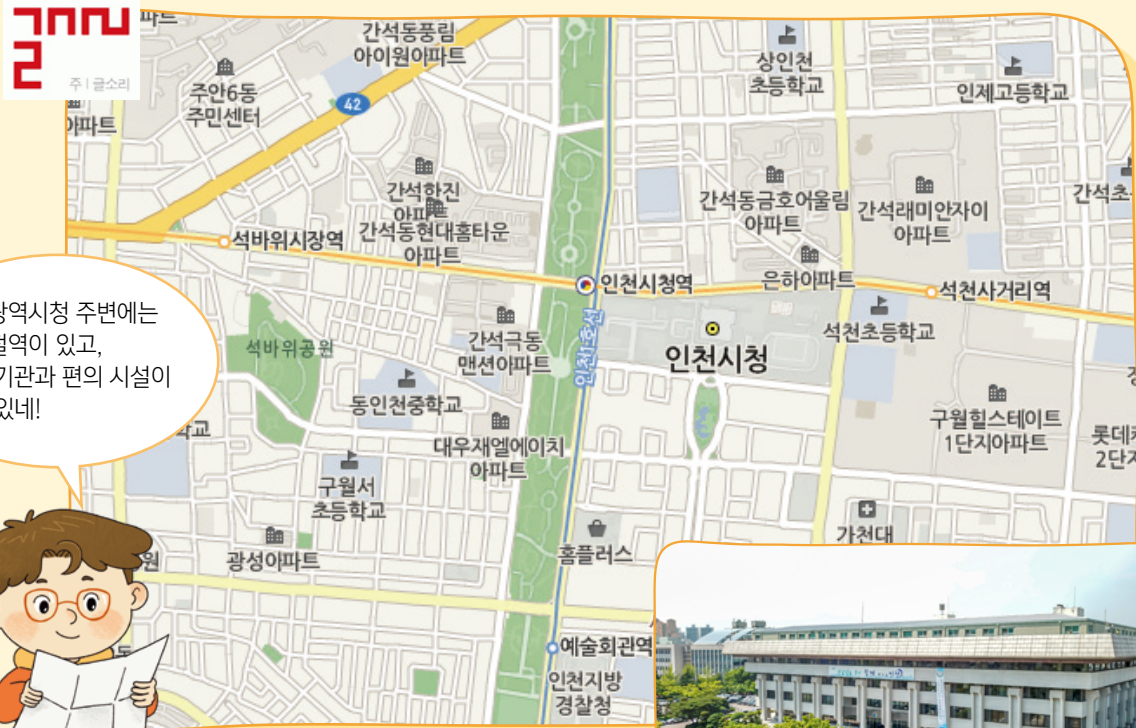 주 | 글소리
파트
간석동풍림
아이원아파트
상인천
초등학교
인제고등학교
주안6동
주민센터
42
아파트
간석한진
아파트
간석동현대홈타운
아파트
간석동금호어울림
아파트
간석래미안자이
아파트
간석초
석바위시장역
인천시청역
은하아파트
석천사거리역
광역시청 주변에는
철역이 있고,
기관과 편의 시설이
있네!
석바위공원
간석극동
맨션아파트
인천1호선
인천시청
석천초등학교
동인천중학교
학교
대우재엘에이치
아파트
구월힐스테이트
1단지아파트
롯데캐
2단지
구월서
초등학교
가천대
원
광성아파트
홈플러스
예술회관역
인천지방
경찰청